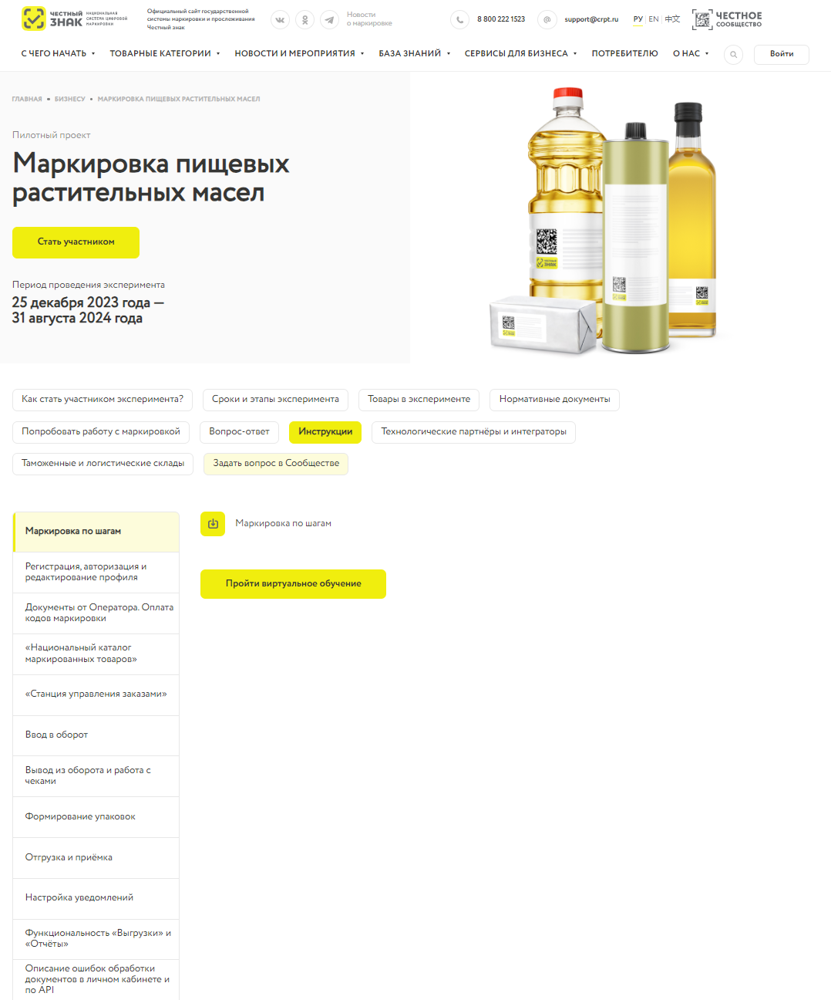 ЧЕСТНЫЙ
ЗНАК
НАЦИОНАЛЬНАЯ
СИСТЕМА ЦИФРОВОЙ
МАРКИРОВКИ
Официальный сайт государственной
системы маркировки и прослеживания
Честный знак
Новости
о маркировке
8 800 222 1523
support@crpt.ru
РУ EN 中文
ЧЕСТНОЕ
СООБЩЕСТВО
С ЧЕГО НАЧАТЬ ТОВАРНЫЕ КАТЕГОРИИ НОВОСТИ И МЕРОПРИЯТИЯ БАЗА ЗНАНИЙ СЕРВИСЫ ДЛЯ БИЗНЕСА ПОТРЕБИТЕЛЮ О НАС Войти
ГЛАВНАЯ • БИЗНЕСУ • МАРКИРОВКА ПИЩЕВЫХ РАСТИТЕЛЬНЫХ МАСЕЛ
Пилотный проект
Маркировка пищевых
растительных масел
Стать участником
Период проведения эксперимента
25 декабря 2023 года —
31 августа 2024 года
ЧЕСТНЫЙ
ЗНАК
Как стать участником эксперимента? Сроки и этапы эксперимента Товары в эксперименте Нормативные документы
Попробовать работу с маркировкой Вопрос-ответ Инструкции Технологические партнёры и интеграторы
Таможенные и логистические склады Задать вопрос в Сообществе
Маркировка по шагам
Регистрация, авторизация и
редактирование профиля
Документы от Оператора. Оплата
кодов маркировки
«Национальный каталог
маркированных товаров»
«Станция управления заказами»
Ввод в оборот
Вывод из оборота и работа с
чеками
Формирование упаковок
Отгрузка и приёмка
Настройка уведомлений
Функциональность «Выгрузки» и
«Отчёты»
Описание ошибок обработки
документов в личном кабинете и
по API
Маркировка по шагам
Пройти виртуальное обучение